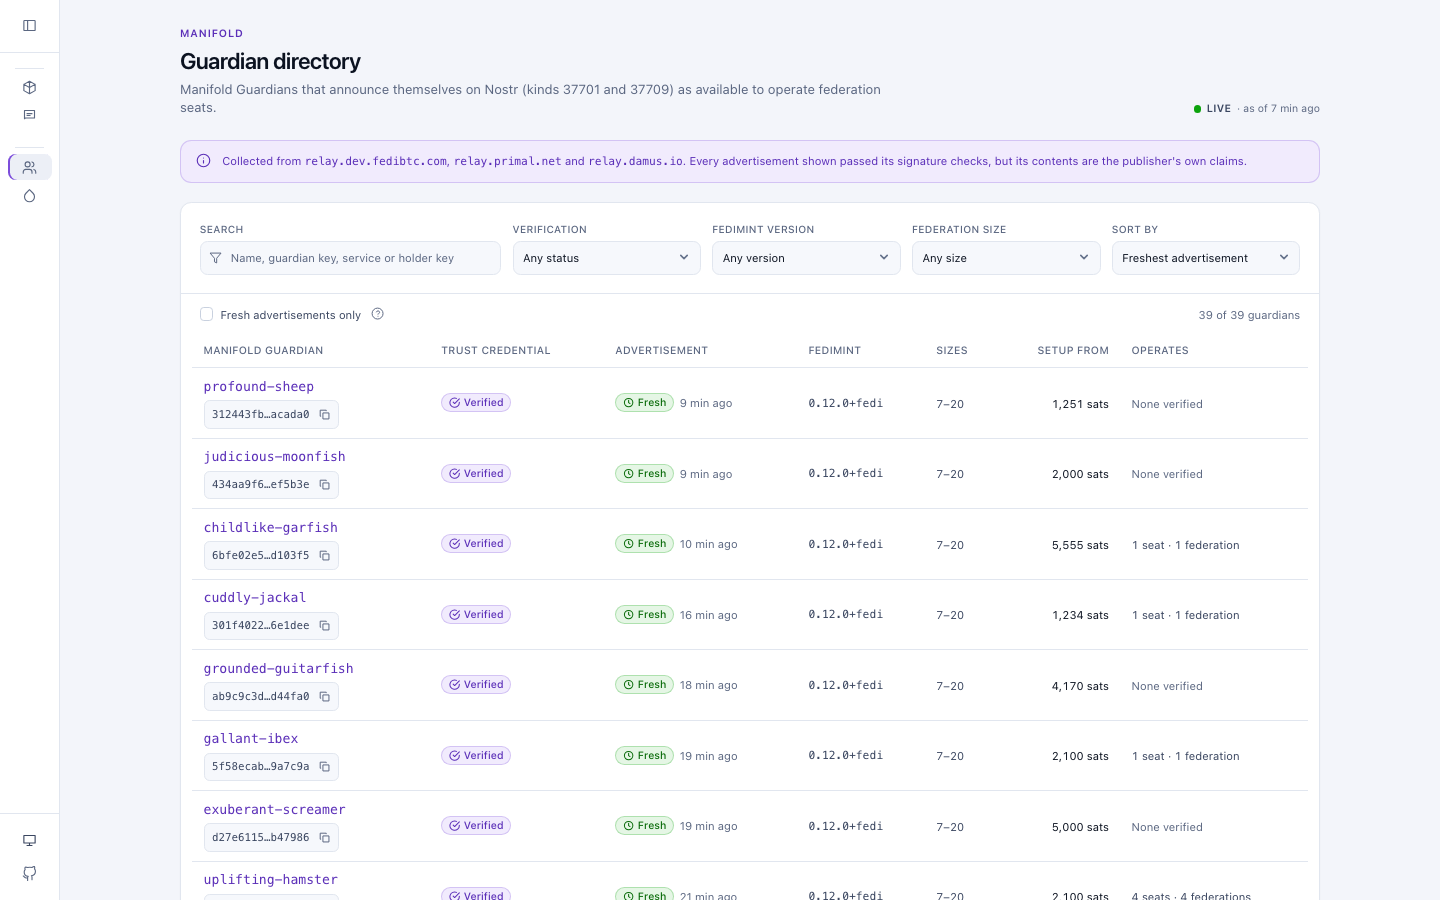 MANIFOLD
Guardian directory
Manifold Guardians that announce themselves on Nostr (kinds 37701 and 37709) as available to operate federation
seats.
LIVE · as of 7 min ago
Collected from relay.dev.fedibtc.com, relay.primal.net and relay.damus.io. Every advertisement shown passed its signature checks, but its contents are the publisher's own claims.
SEARCH VERIFICATION FEDIMINT VERSION FEDERATION SIZE SORT BY
Name, guardian key, service or holder key Any status Any version Any size Freshest advertisement
Fresh advertisements only 39 of 39 guardians
MANIFOLD GUARDIAN TRUST CREDENTIAL ADVERTISEMENT FEDIMINT SIZES SETUP FROM OPERATES
profound-sheep
312443fb…acada0 Verified Fresh 9 min ago 0.12.0+fedi 7–20 1,251 sats None verified
judicious-moonfish
434aa9f6…ef5b3e Verified Fresh 9 min ago 0.12.0+fedi 7–20 2,000 sats None verified
childlike-garfish
6bfe02e5…d103f5 Verified Fresh 10 min ago 0.12.0+fedi 7–20 5,555 sats 1 seat · 1 federation
cuddly-jackal
301f4022…6e1dee Verified Fresh 16 min ago 0.12.0+fedi 7–20 1,234 sats 1 seat · 1 federation
grounded-guitarfish
ab9c9c3d…d44fa0 Verified Fresh 18 min ago 0.12.0+fedi 7–20 4,170 sats None verified
gallant-ibex
5f58ecab…9a7c9a Verified Fresh 19 min ago 0.12.0+fedi 7–20 2,100 sats 1 seat · 1 federation
exuberant-screamer
d27e6115…b47986 Verified Fresh 19 min ago 0.12.0+fedi 7–20 5,000 sats None verified
uplifting-hamster
Verified Fresh 21 min ago 0.12.0+fedi 7–20 2,100 sats 4 seats · 4 federations